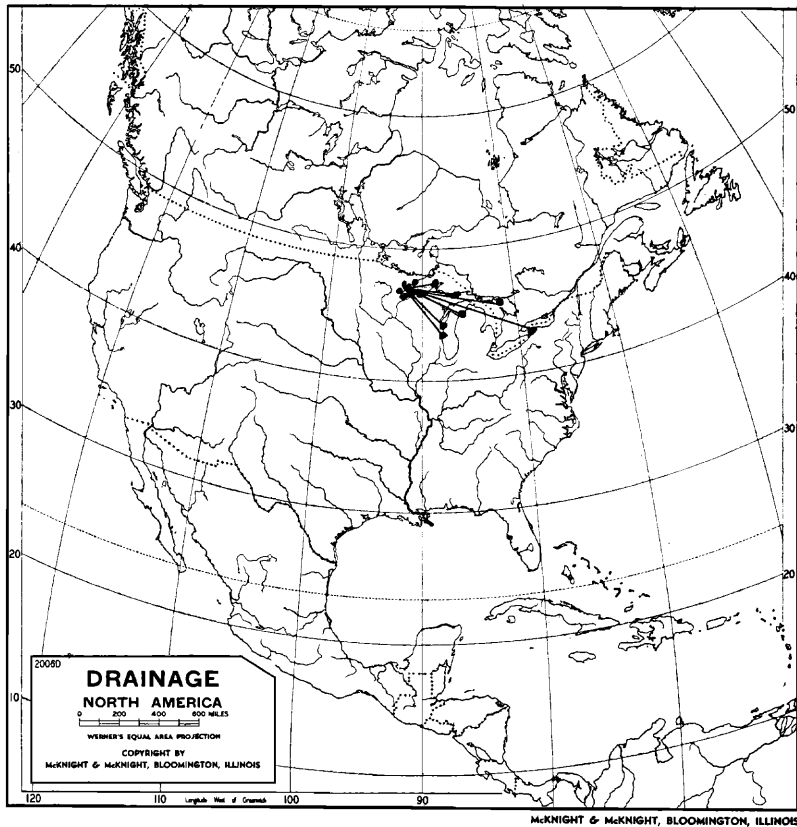 50
50
40
40
30
30
20
20
10
10
2006D
DRAINAGE
NORTH AMERICA
0 200 400 600 MILES
WERNER'S EQUAL AREA PROJECTION
COPYRIGHT BY
McKNIGHT & McKNIGHT, BLOOMINGTON, ILLINOIS
120 110 Longitude West of Greenwich 100 90
McKNIGHT & McKNIGHT, BLOOMINGTON, ILLINOIS